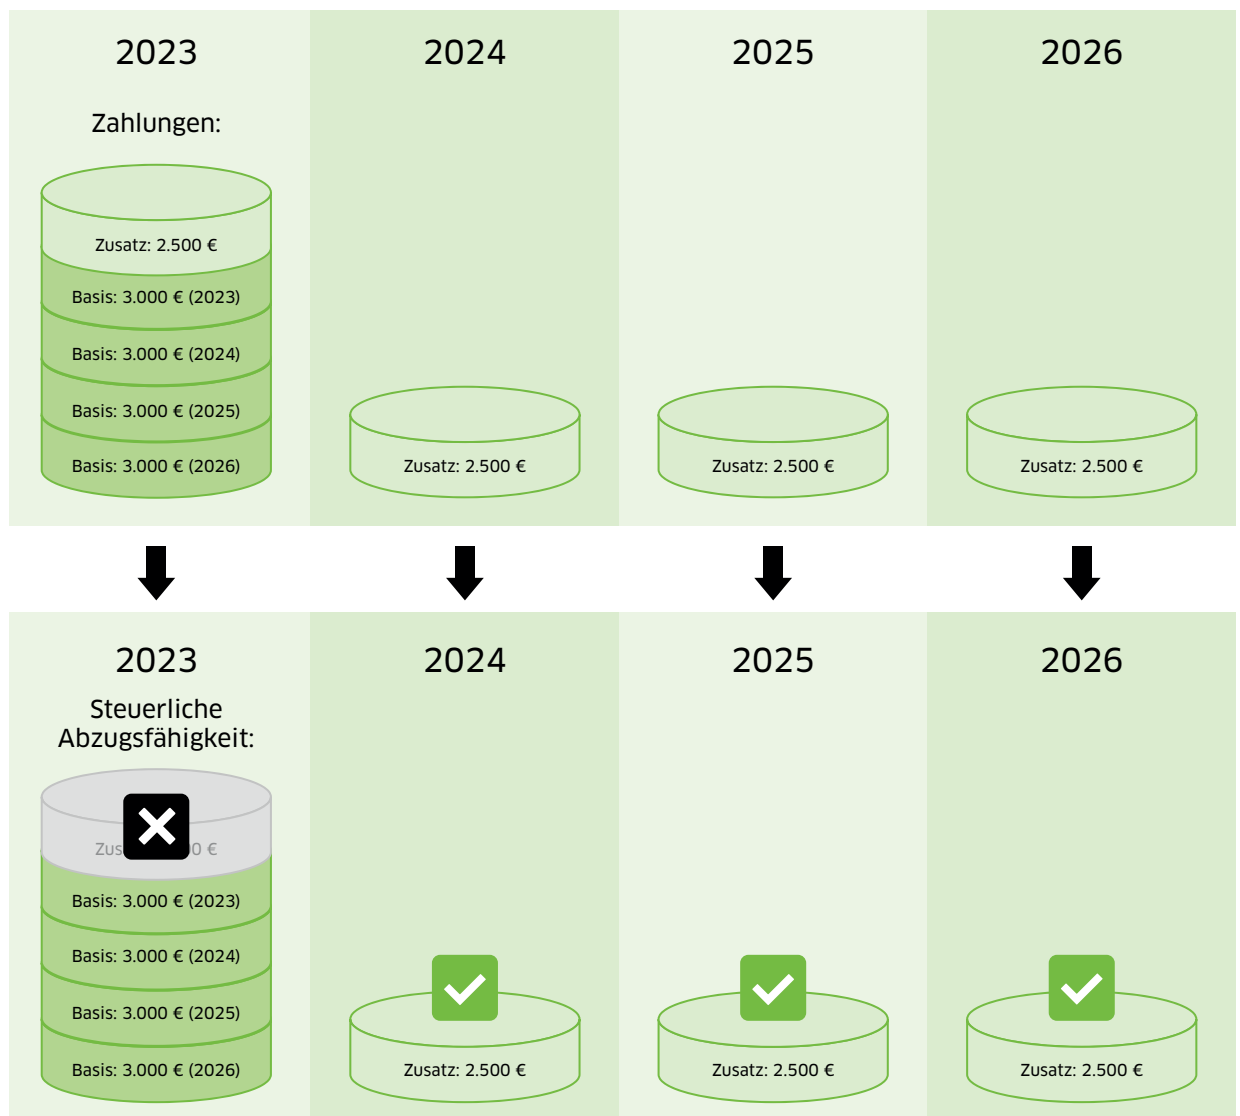 2023
2024
2025
2026
Zahlungen:
Zusatz: 2.500 €
Basis: 3.000 € (2023)
Basis: 3.000 € (2024)
Basis: 3.000 € (2025)
Basis: 3.000 € (2026)
Zusatz: 2.500 €
Zusatz: 2.500 €
Zusatz: 2.500 €
2023
2024
2025
2026
Steuerliche
Abzugsfähigkeit:
Basis: 3.000 € (2023)
Basis: 3.000 € (2024)
Basis: 3.000 € (2025)
Basis: 3.000 € (2026)
Zusatz: 2.500 €
Zusatz: 2.500 €
Zusatz: 2.500 €